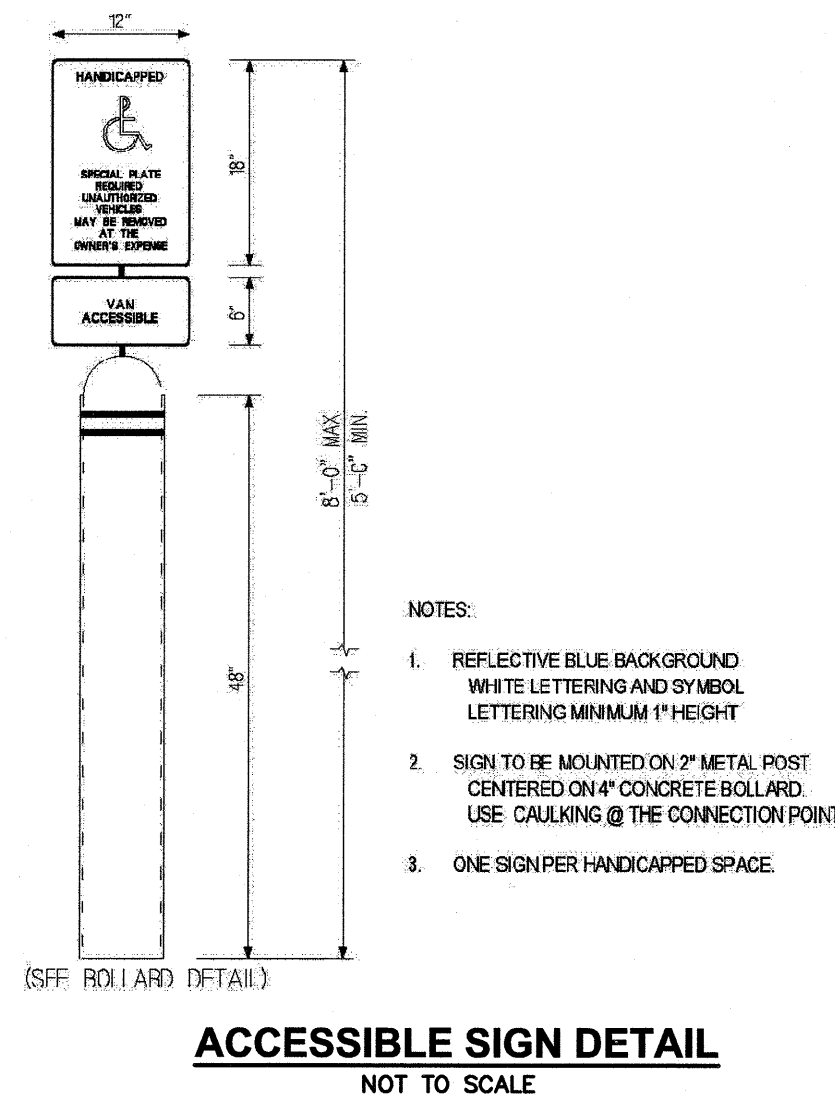 12"
HANDICAPPED
SPECIAL PLATE
REQUIRED
UNAUTHORIZED
VEHICLES
MAY BE REMOVED
AT THE
OWNER'S EXPENSE
18"
VAN
ACCESSIBLE
6"
8'-0" MAX
5'-0" MIN.
48"
NOTES:
1. REFLECTIVE BLUE BACKGROUND
WHITE LETTERING AND SYMBOL
LETTERING MINIMUM 1" HEIGHT
2. SIGN TO BE MOUNTED ON 2" METAL POST
CENTERED ON 4" CONCRETE BOLLARD.
USE CAULKING @ THE CONNECTION POINT
3. ONE SIGN PER HANDICAPPED SPACE.
(SEE BOLLARD DETAIL)
ACCESSIBLE SIGN DETAIL
NOT TO SCALE